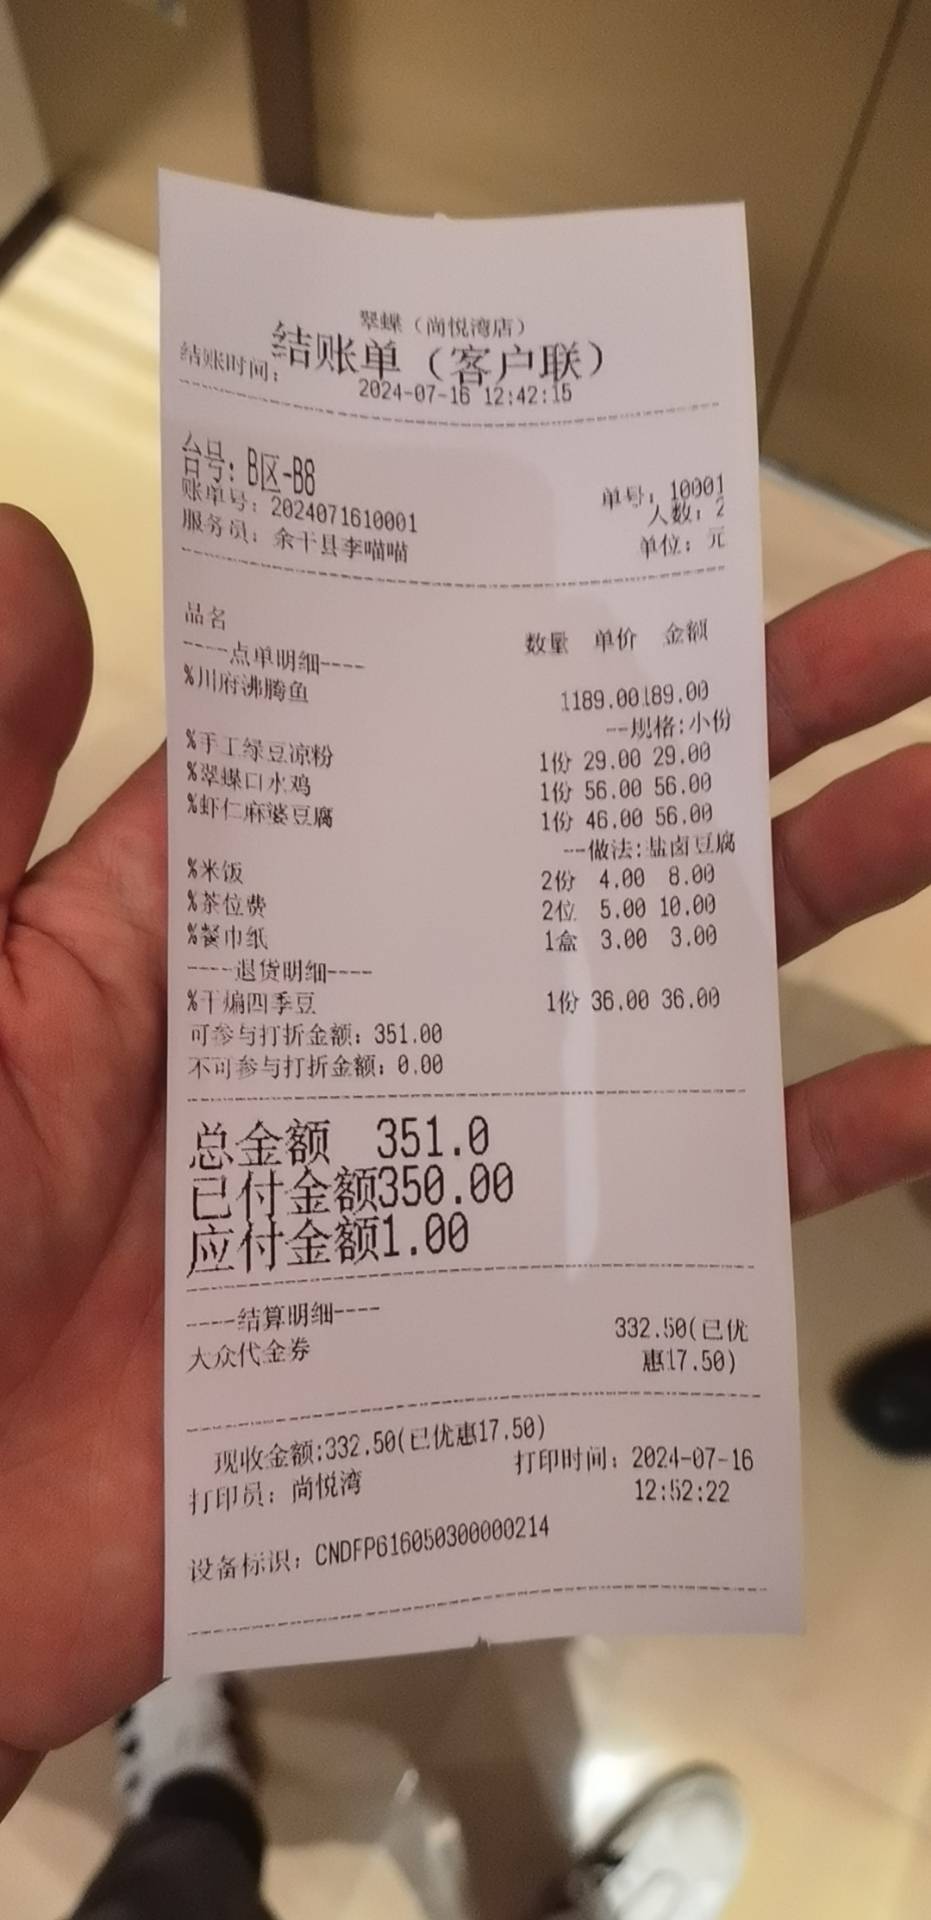 翠蝶（尚悦湾店）
结账单（客户联）
结账时间： 2024-07-16 12:42:15
台号：B区-B8
账单号：2024071610001 单号：10001
人数：2
服务员：余干县李喵喵 单位：元
品名 数量 单价 金额
----点单明细----
%川府沸腾鱼 1189.00189.00
--规格:小份
%手工绿豆凉粉 1份 29.00 29.00
%翠蝶口水鸡 1份 56.00 56.00
%虾仁麻婆豆腐 1份 46.00 56.00
--做法:盐卤豆腐
%米饭 2份 4.00 8.00
%茶位费 2位 5.00 10.00
%餐巾纸 1盒 3.00 3.00
----退货明细----
%干煸四季豆 1份 36.00 36.00
可参与打折金额：351.00
不可参与打折金额：0.00
总金额 351.0
已付金额350.00
应付金额1.00
----结算明细----
大众代金券 332.50(已优
惠17.50)
现收金额:332.50(已优惠17.50)
打印员：尚悦湾 打印时间：2024-07-16
12:52:22
设备标识：CNDFP616050300000214